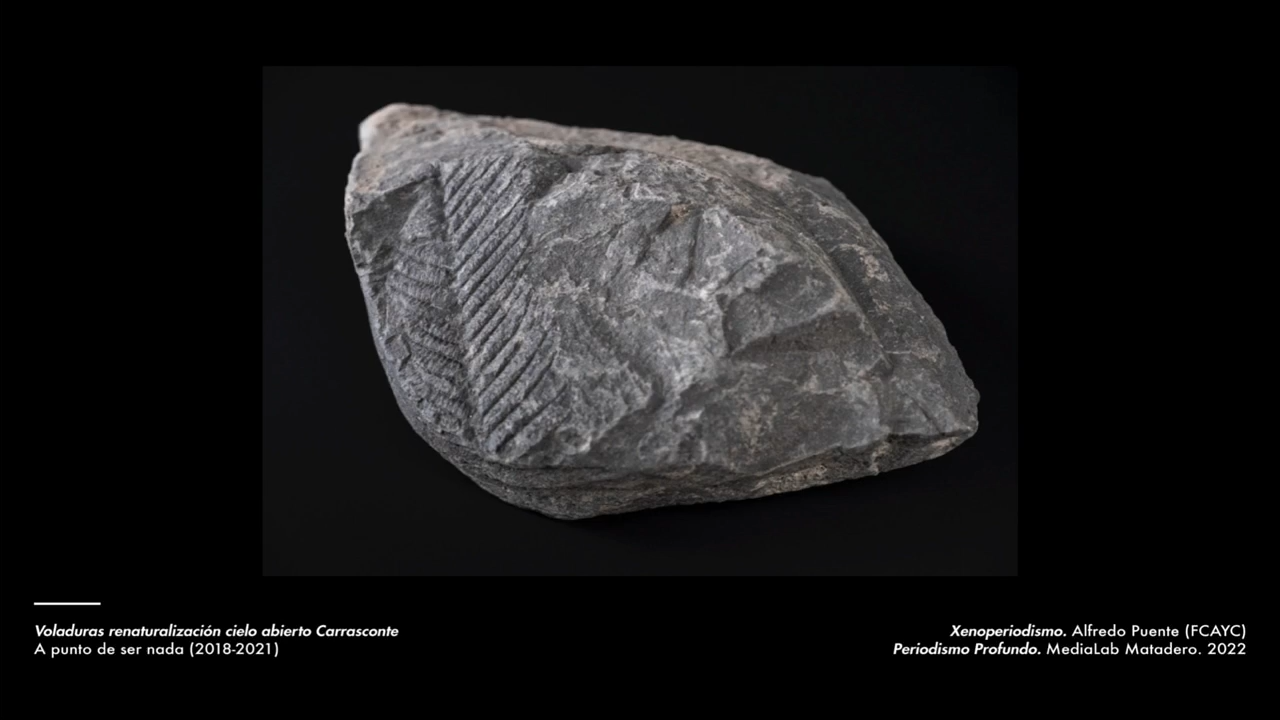 Voladuras renaturalización cielo abierto Carrasconte
A punto de ser nada (2018-2021)
Xenoperiodismo. Alfredo Puente (FCAYC)
Periodismo Profundo. MediaLab Matadero. 2022